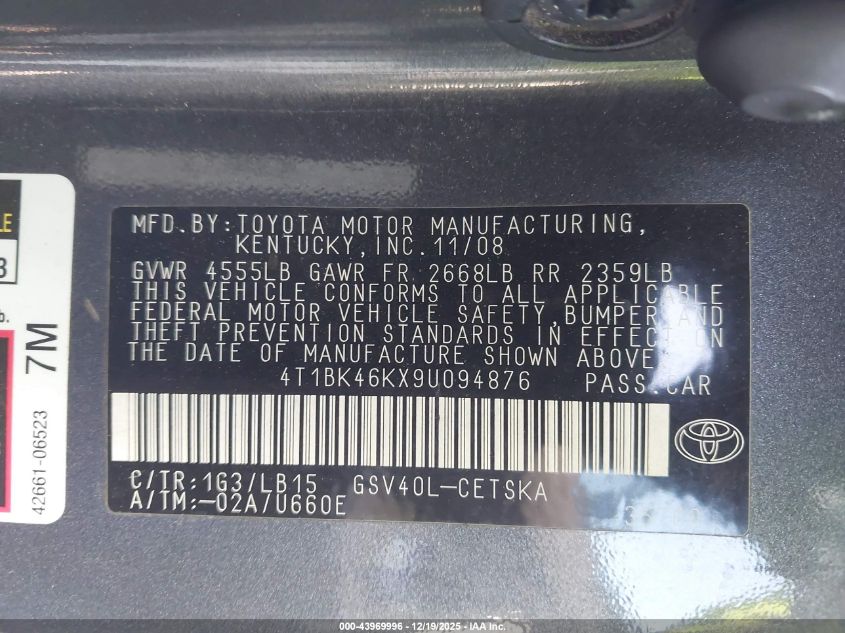 LE
3
b.
7M
42661-06523
MFD.BY:TOYOTA MOTOR MANUFACTURING,
KENTUCKY,INC.11/08
GVWR 4555LB GAWR FR 2668LB RR 2359LB
THIS VEHICLE CONFORMS TO ALL APPLICABLE
FEDERAL MOTOR VEHICLE SAFETY,BUMPER,AND
THEFT PREVENTION STANDARDS IN EFFECT ON
THE DATE OF MANUFACTURE SHOWN ABOVE.
4T1BK46KX9U094876 PASS.CAR
C/TR:1G3/LB15 GSV40L-CETSKA
A/TM:-02A/U660E
000-43969996 - 12/19/2025 - IAA Inc.